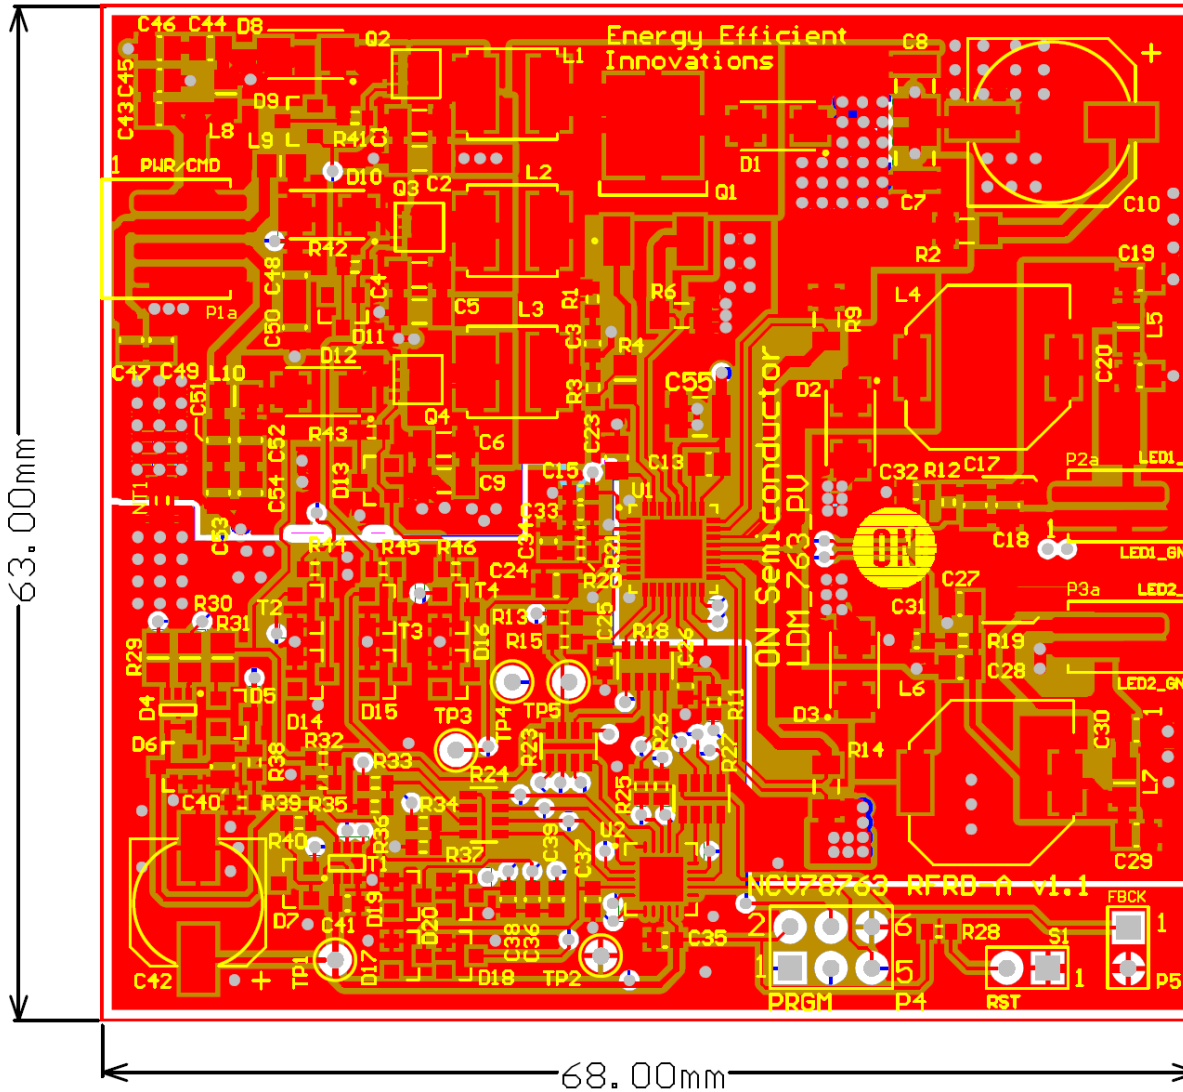 C46
C44
D8
Q2
L1
Energy Efficient
Innovations
C8
+
C45
C43
D9
L8
L9
R41
C1
D1
1
PWR/CMD
D10
Q3
C2
L2
Q1
C7
C10
R42
R2
C48
C4
C19
P1a
C50
D11
C5
L3
R1
R6
C3
R9
L4
L5
C47
C49
L10
D12
R4
C20
C51
Q4
R3
C55
D2
R43
C6
C23
C52
C54
D13
C9
C15
C13
C32
R12
C17
P2a
LED1_
NT1
U1
C33
C53
C34
C18
1
LED1_GN
ON
ON Semiconductor
LDM_763_PV
R44
R45
R46
C24
C27
P3a
LED2_
R30
R31
T2
T3
T4
R13
R15
C25
R18
C26
C31
R19
C28
LED2_GN
R29
D16
D4
D5
D14
D15
TP3
TP4
TP5
R11
L6
D3
C30
1
D6
R38
R32
R33
R23
R26
R27
R14
L7
C40
R39
R35
R24
R34
R25
R40
R36
T1
R37
C39
C37
U2
C29
NCV78763 RFRD-A v1.1
D7
D19
D20
C41
C38
C36
C35
2
6
R28
FBCK
1
S1
C42
+
TP1
D17
D18
TP2
1
5
PRGM
P4
RST
1
P5
63.00mm
68.00mm